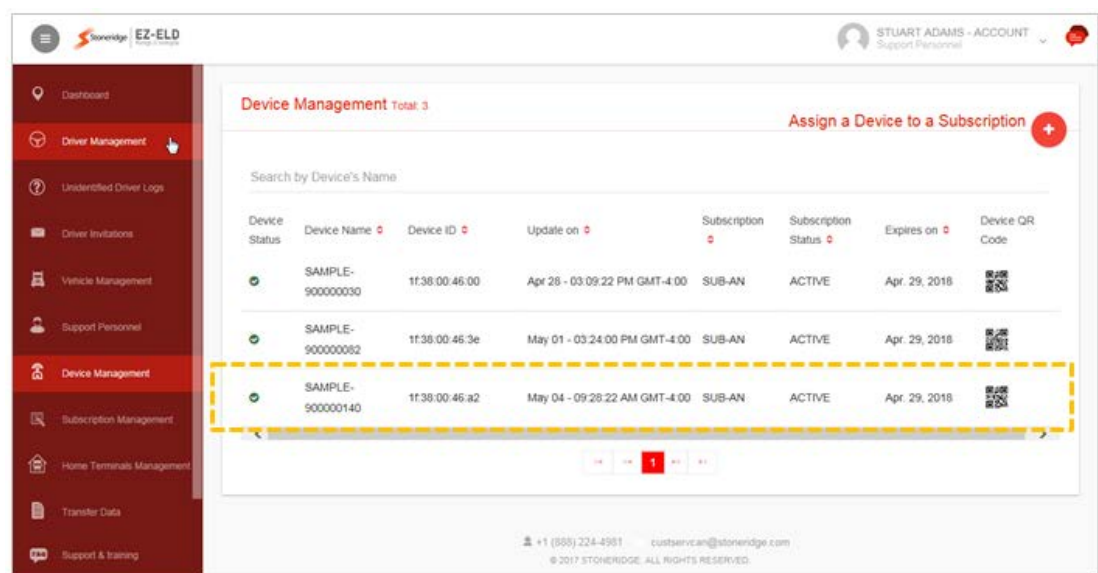 Stoneridge EZ-ELD
STUART ADAMS - ACCOUNT
Support Personnel
Dashboard
Driver Management
Unidentified Driver Logs
Driver Invitations
Vehicle Management
Support Personnel
Device Management
Subscription Management
Home Terminals Management
Transfer Data
Support & training
Device Management Total: 3
Assign a Device to a Subscription +
Search by Device's Name
Device Status Device Name Device ID Update on Subscription Subscription Status Expires on Device QR Code
SAMPLE-900000030 1f:38:00:46:00 Apr 28 - 03:09:22 PM GMT-4:00 SUB-AN ACTIVE Apr. 29, 2018
SAMPLE-900000082 1f:38:00:46:3e May 01 - 03:24:00 PM GMT-4:00 SUB-AN ACTIVE Apr. 29, 2018
SAMPLE-900000140 1f:38:00:46:a2 May 04 - 09:28:22 AM GMT-4:00 SUB-AN ACTIVE Apr. 29, 2018
1
+1 (888) 224-4981 custservcan@stoneridge.com
© 2017 STONERIDGE. ALL RIGHTS RESERVED.